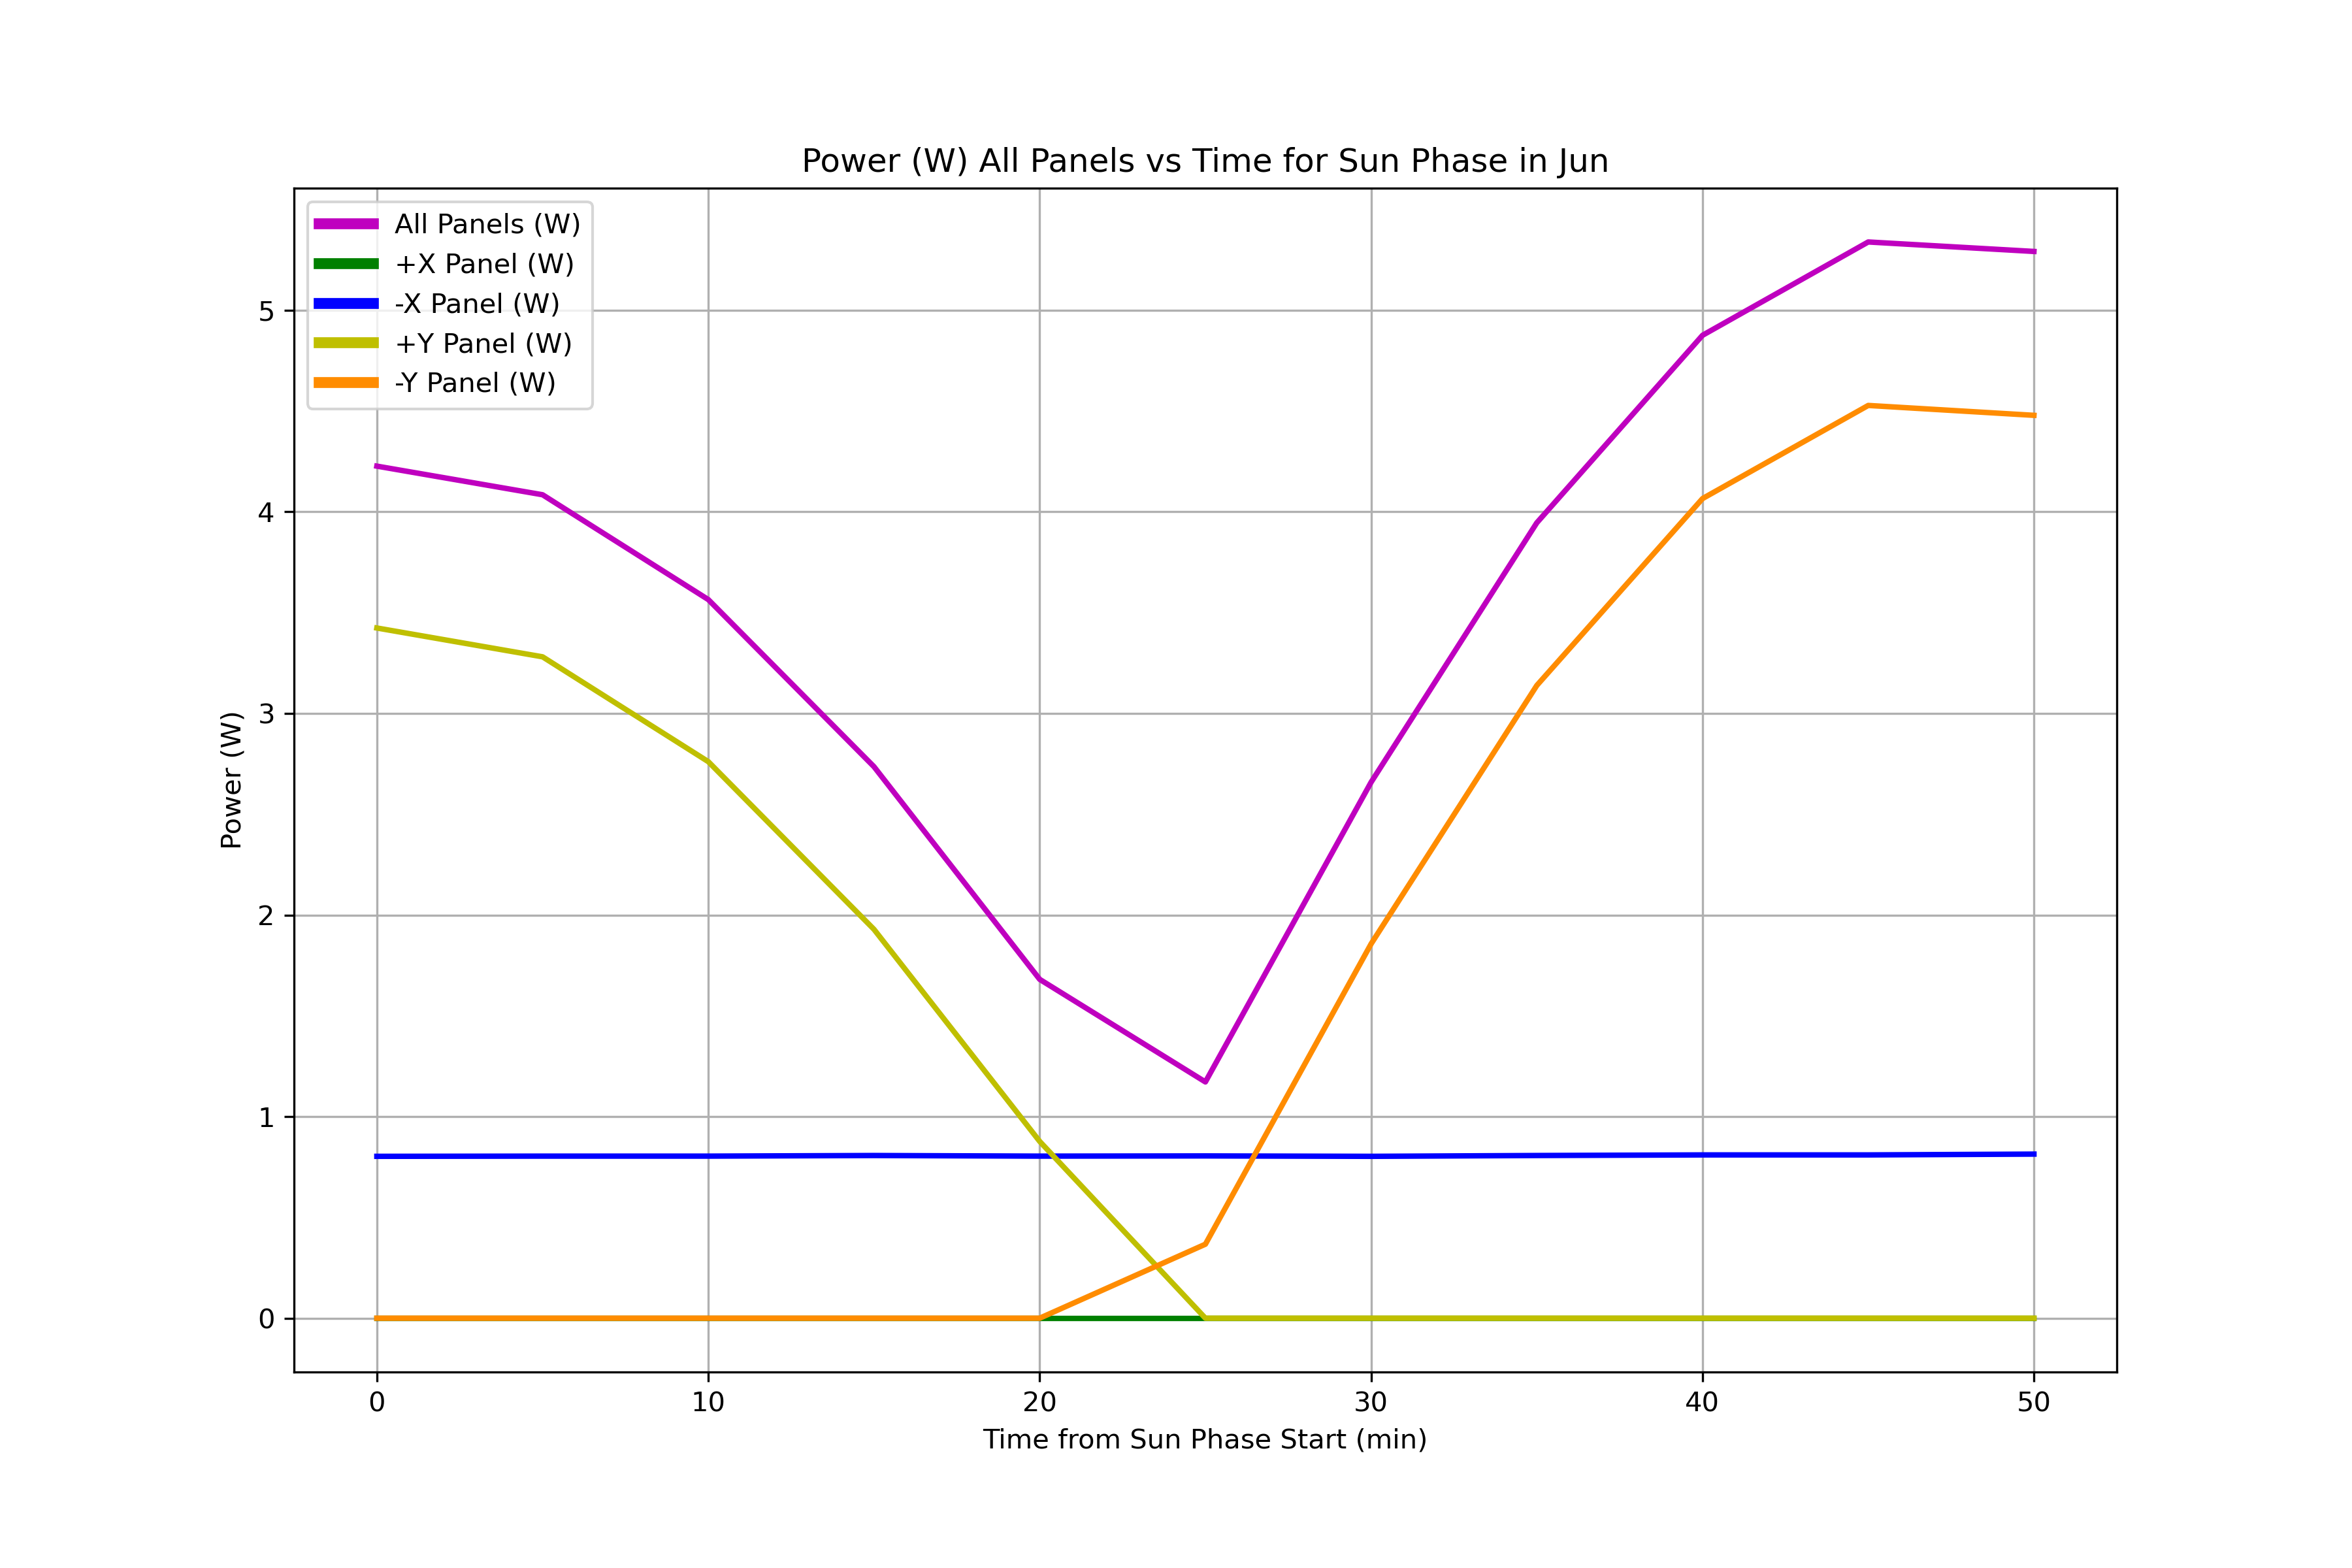 Power (W) All Panels vs Time for Sun Phase in Jun
All Panels (W)
+X Panel (W)
-X Panel (W)
+Y Panel (W)
-Y Panel (W)
Power (W)
5
4
3
2
1
0
0 10 20 30 40 50
Time from Sun Phase Start (min)